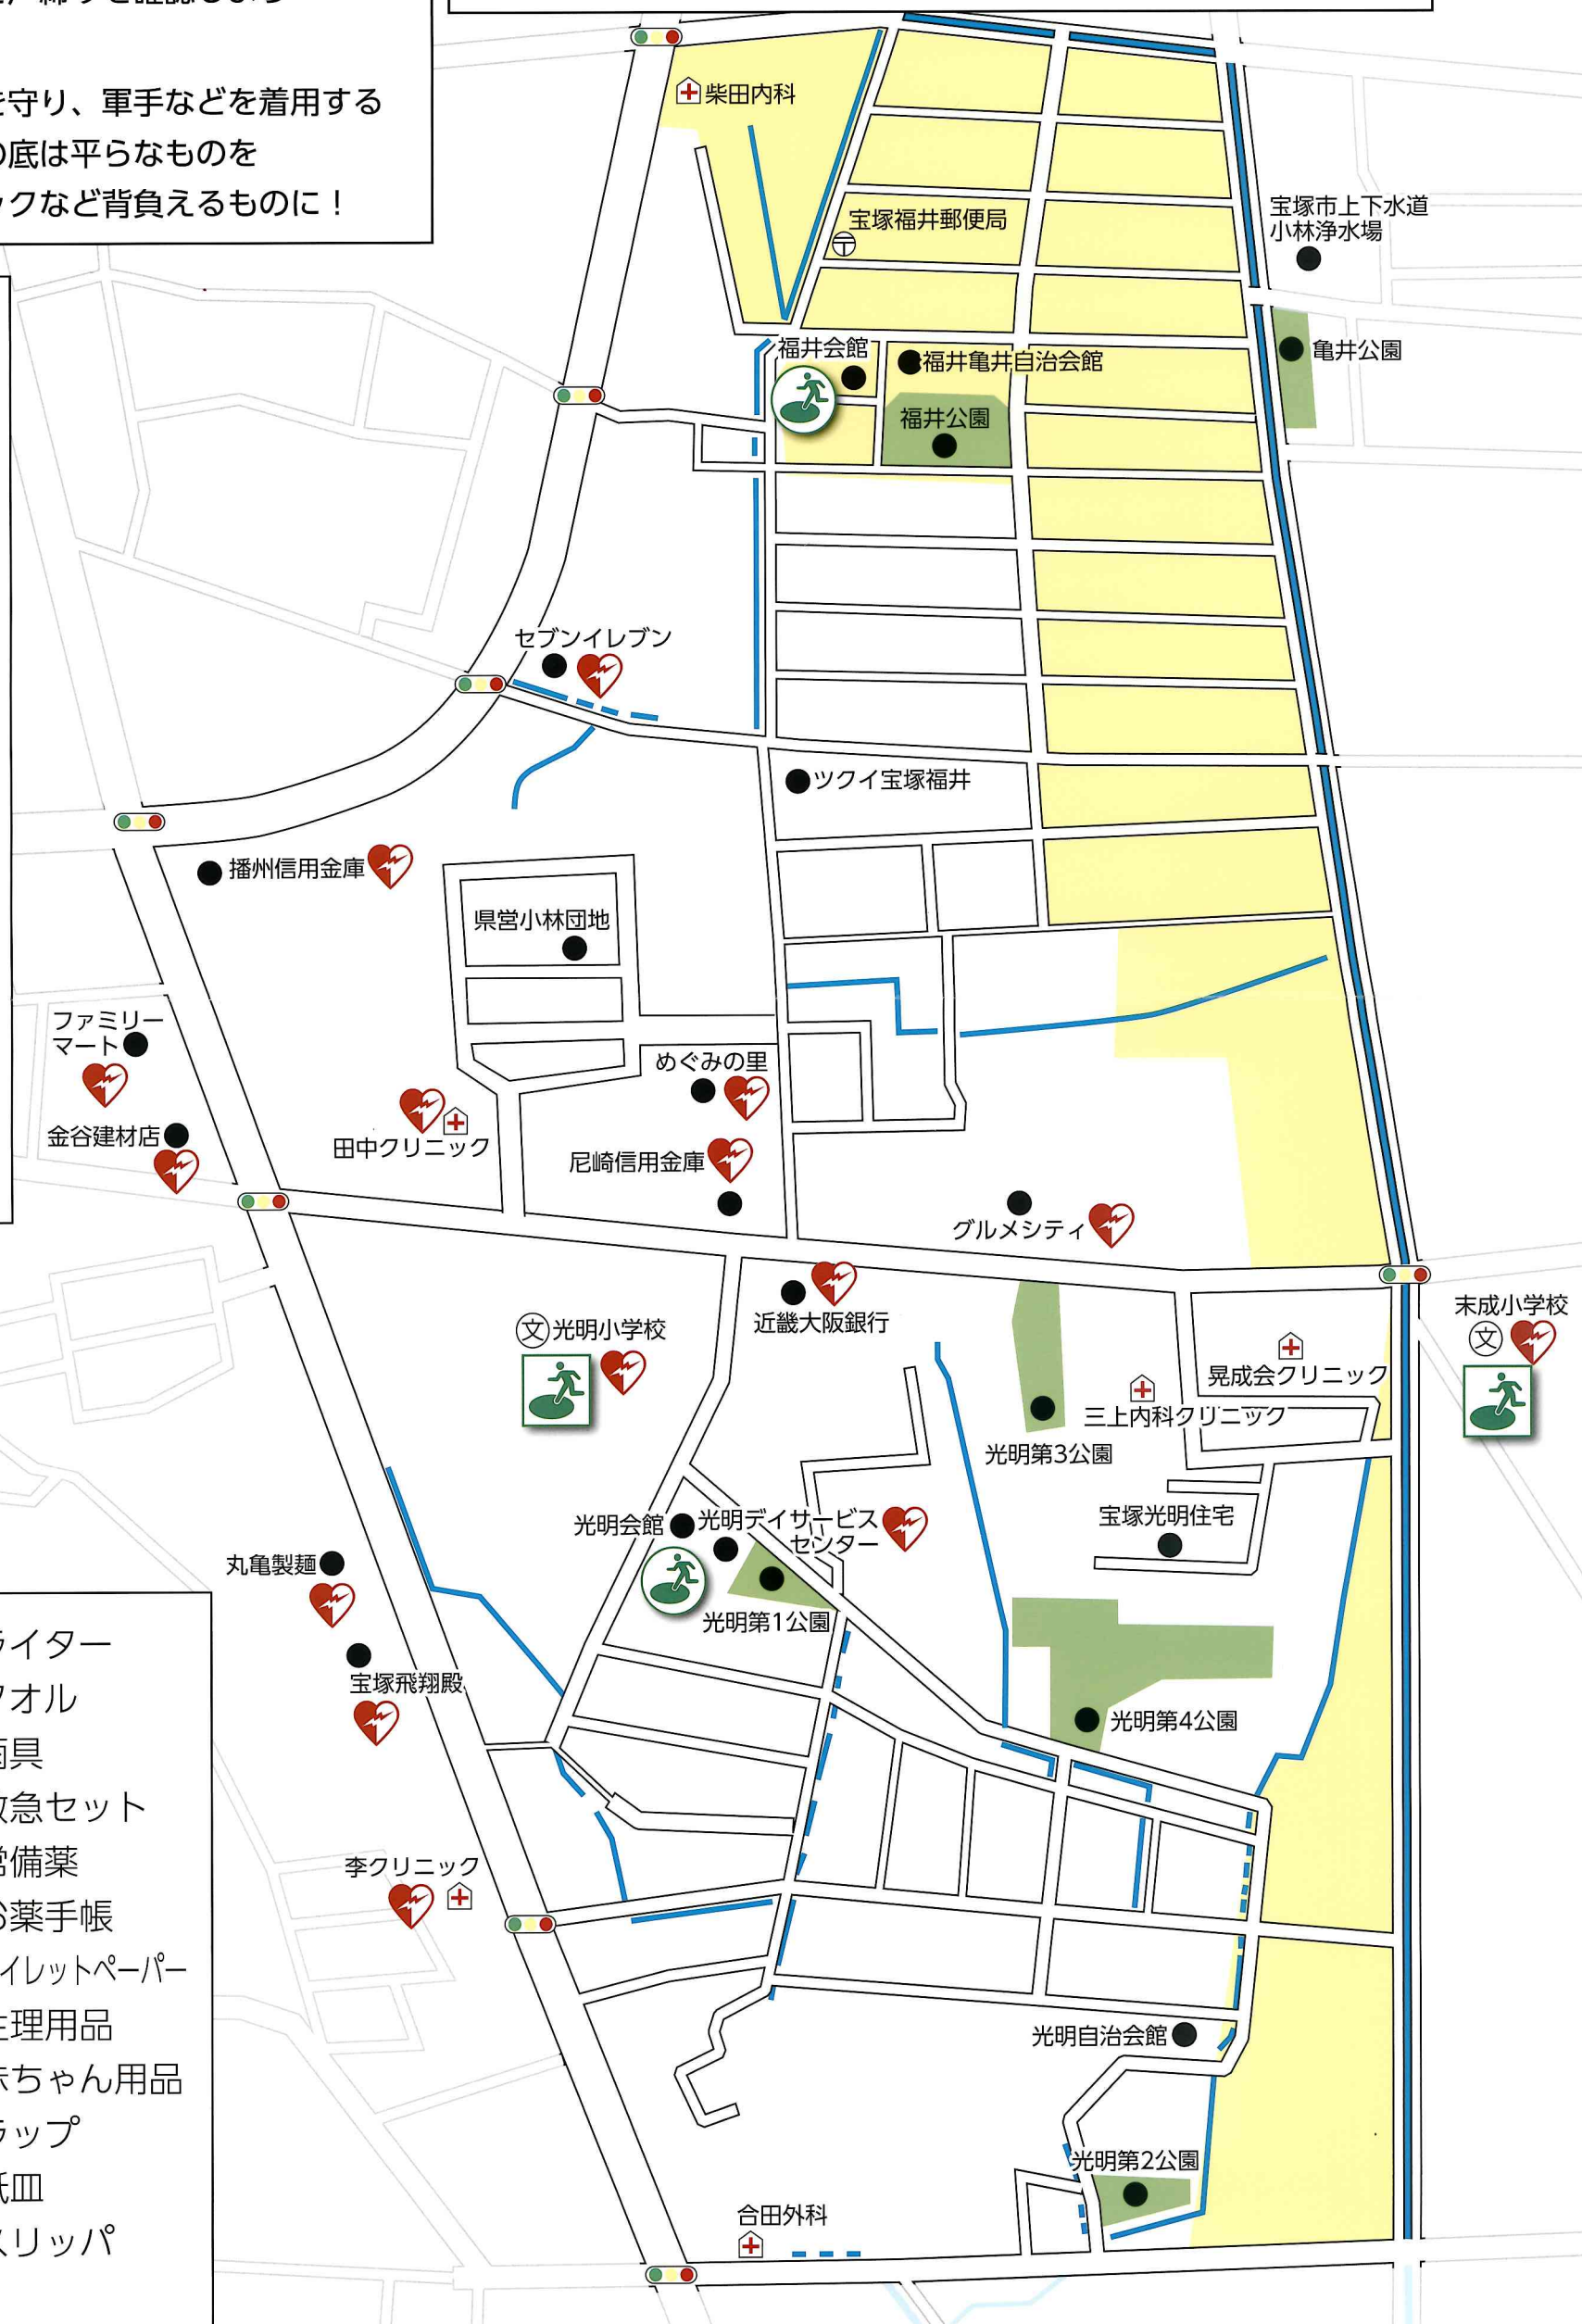 を守り、軍手などを着用する
の底は平らなものを
ックなど背負えるものに！
柴田内科
宝塚福井郵便局
宝塚市上下水道
小林浄水場
福井会館
福井亀井自治会館
亀井公園
福井公園
セブンイレブン
ツクイ宝塚福井
播州信用金庫
県営小林団地
ファミリー
マート
めぐみの里
金谷建材店
田中クリニック
尼崎信用金庫
グルメシティ
近畿大阪銀行
文 光明小学校
末成小学校
文
晃成会クリニック
三上内科クリニック
光明第3公園
光明会館
光明デイサービス
センター
宝塚光明住宅
丸亀製麺
光明第1公園
宝塚飛翔殿
光明第4公園
李クリニック
光明自治会館
光明第2公園
合田外科
ライター
タオル
雨具
救急セット
常備薬
お薬手帳
イレットペーパー
生理用品
赤ちゃん用品
ラップ
紙皿
スリッパ